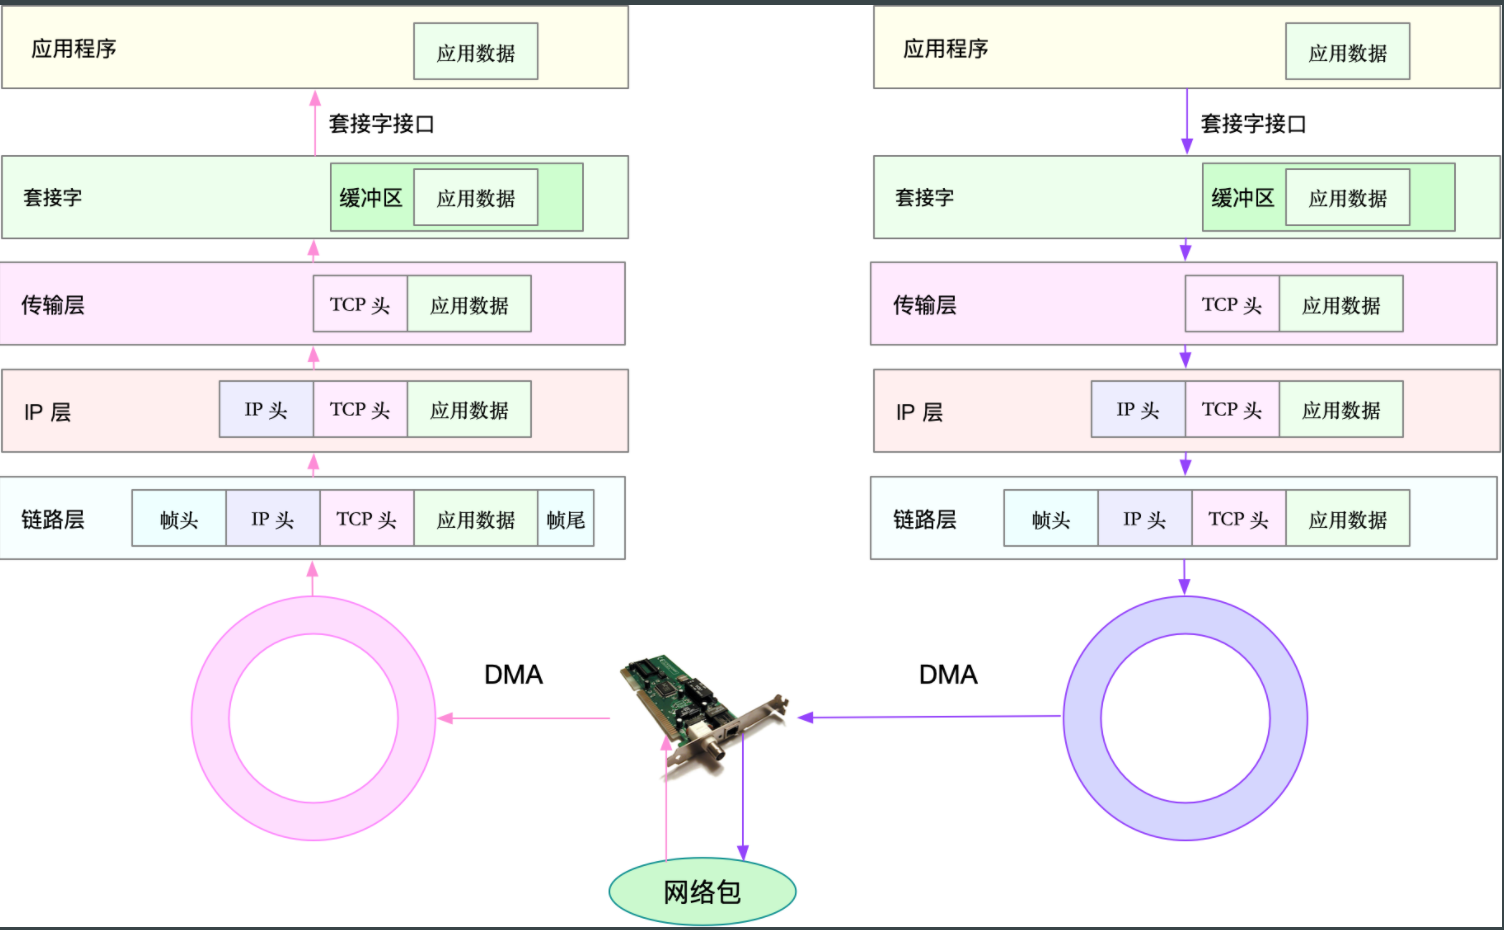 应用程序
应用数据
套接字接口
套接字
缓冲区
应用数据
传输层
TCP 头
应用数据
IP 层
IP 头
TCP 头
应用数据
链路层
帧头
IP 头
TCP 头
应用数据
帧尾
DMA
应用程序
应用数据
套接字接口
套接字
缓冲区
应用数据
传输层
TCP 头
应用数据
IP 层
IP 头
TCP 头
应用数据
链路层
帧头
IP 头
TCP 头
应用数据
DMA
网络包